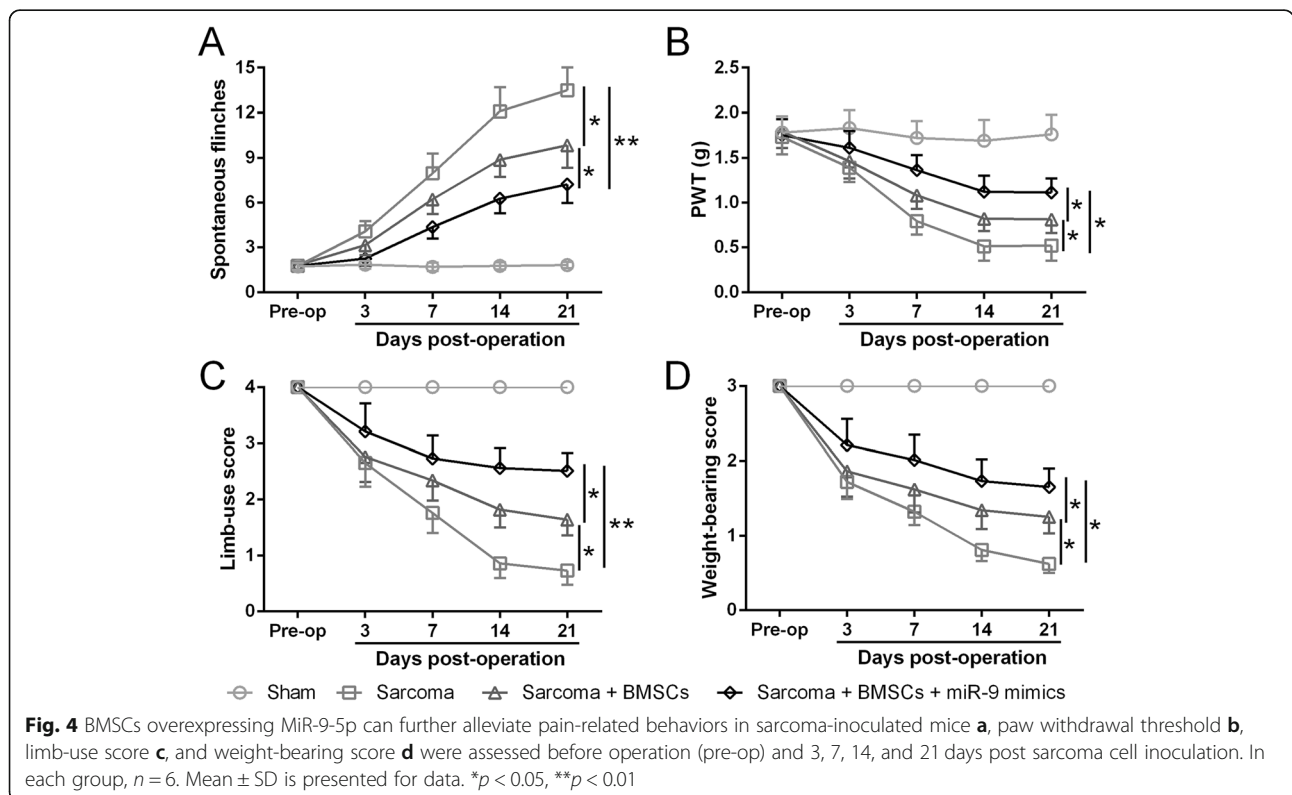 A
Spontaneous flinches
15
12
9
6
3
0
*
*
**
Pre-op 3 7 14 21
Days post-operation
B
PWT (g)
2.5
2.0
1.5
1.0
0.5
0.0
*
*
*
Pre-op 3 7 14 21
Days post-operation
C
Limb-use score
4
3
2
1
0
*
*
**
Pre-op 3 7 14 21
Days post-operation
D
Weight-bearing score
3
2
1
0
*
*
*
Pre-op 3 7 14 21
Days post-operation
Sham Sarcoma Sarcoma + BMSCs Sarcoma + BMSCs + miR-9 mimics
Fig. 4 BMSCs overexpressing MiR-9-5p can further alleviate pain-related behaviors in sarcoma-inoculated mice a, paw withdrawal threshold b,
limb-use score c, and weight-bearing score d were assessed before operation (pre-op) and 3, 7, 14, and 21 days post sarcoma cell inoculation. In
each group, n = 6. Mean ± SD is presented for data. *p < 0.05, **p < 0.01